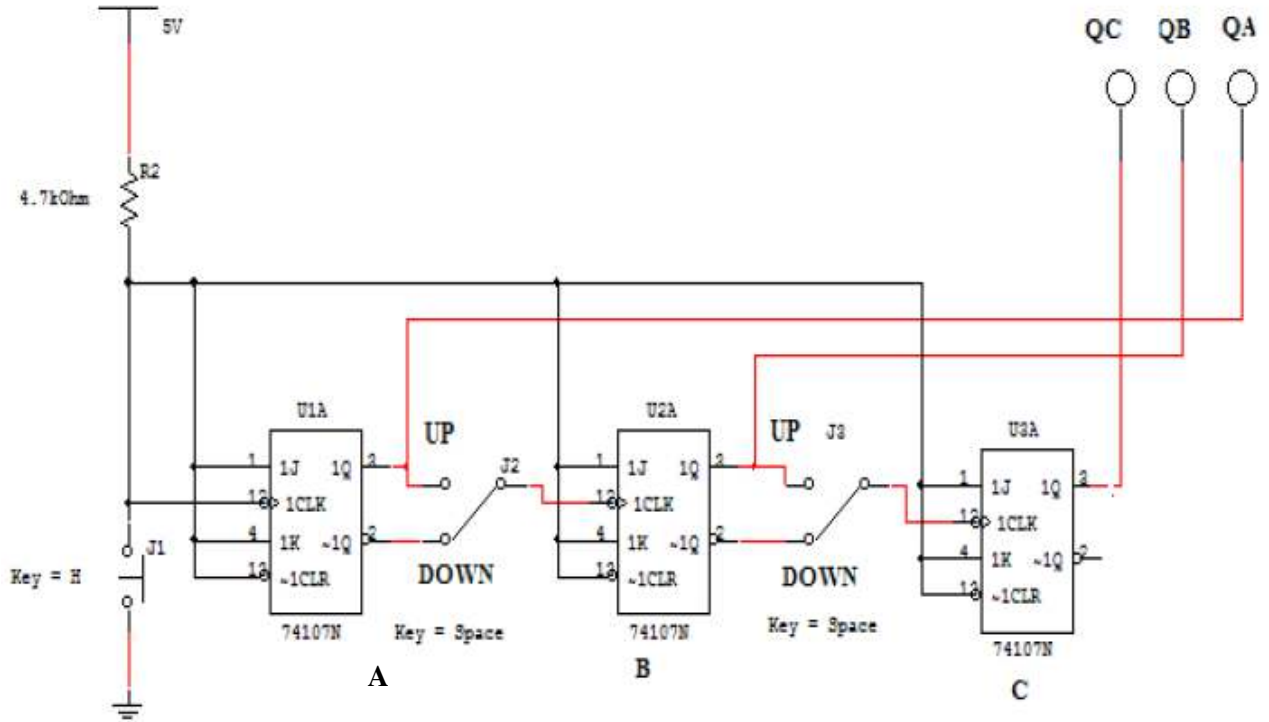 5V
QC QB QA
R2
4.7kOhm
U1A
UP
J2
1 1J 1Q 3
12 1CLK
4 1K ~1Q 2
13 ~1CLR
74107N
DOWN
Key = Space
A
U2A
UP J3
1 1J 1Q 3
12 1CLK
4 1K ~1Q 2
13 ~1CLR
74107N
DOWN
Key = Space
B
U3A
1 1J 1Q 3
12 1CLK
4 1K ~1Q 2
13 ~1CLR
74107N
C
J1
Key = H